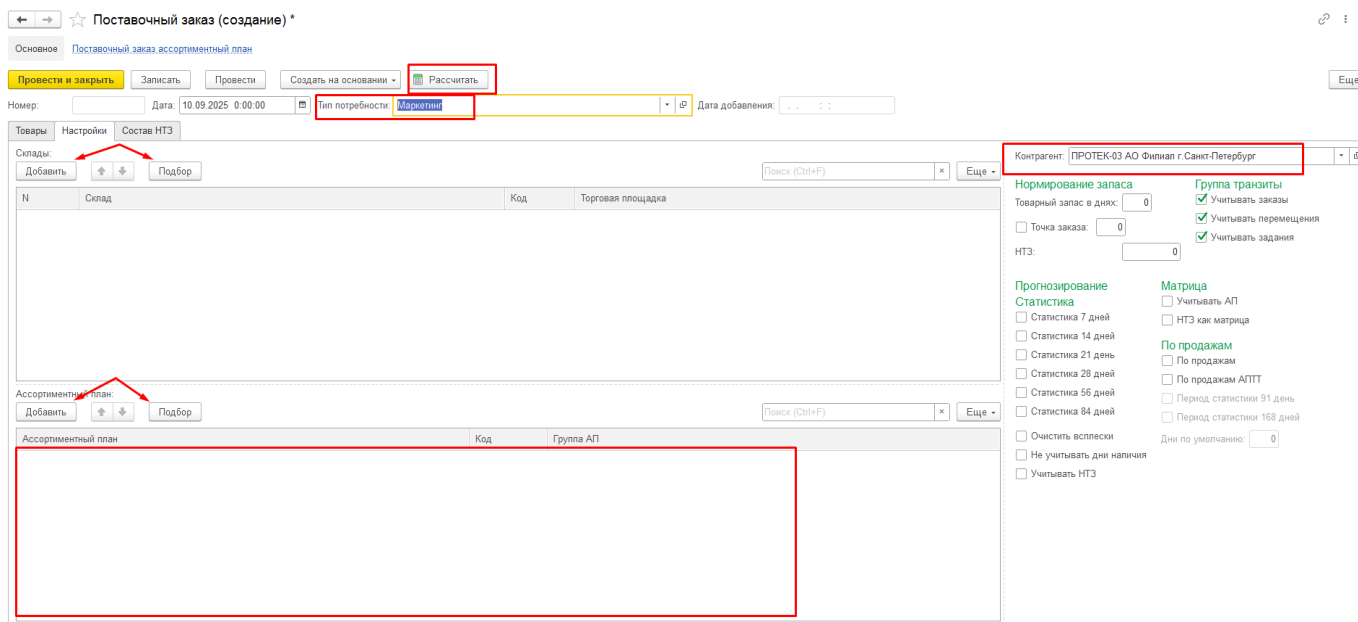 Поставочный заказ (создание) *
Основное Поставочный заказ ассортиментный план
Провести и закрыть Записать Провести Создать на основании Рассчитать Еще
Номер: Дата: 10.09.2025 0:00:00 Тип потребности: Маркетинг Дата добавления: . . : :
Товары Настройки Состав НТЗ
Склады: Контрагент: ПРОТЕК-03 АО Филиал г.Санкт-Петербург
Добавить Подбор Поиск (Ctrl+F) × Еще
N Склад Код Торговая площадка
Нормирование запаса Группа транзиты
Товарный запас в днях: 0 Учитывать заказы
Учитывать перемещения
Точка заказа: 0 Учитывать задания
НТЗ: 0
Прогнозирование Матрица
Статистика Учитывать АП
Статистика 7 дней НТЗ как матрица
Статистика 14 дней По продажам
Статистика 21 день По продажам
Статистика 28 дней По продажам АПТТ
Статистика 56 дней Период статистики 91 день
Статистика 84 дней Период статистики 168 дней
Очистить всплески Дни по умолчанию: 0
Не учитывать дни наличия
Учитывать НТЗ
Ассортиментный план:
Добавить Подбор Поиск (Ctrl+F) × Еще
Ассортиментный план Код Группа АП